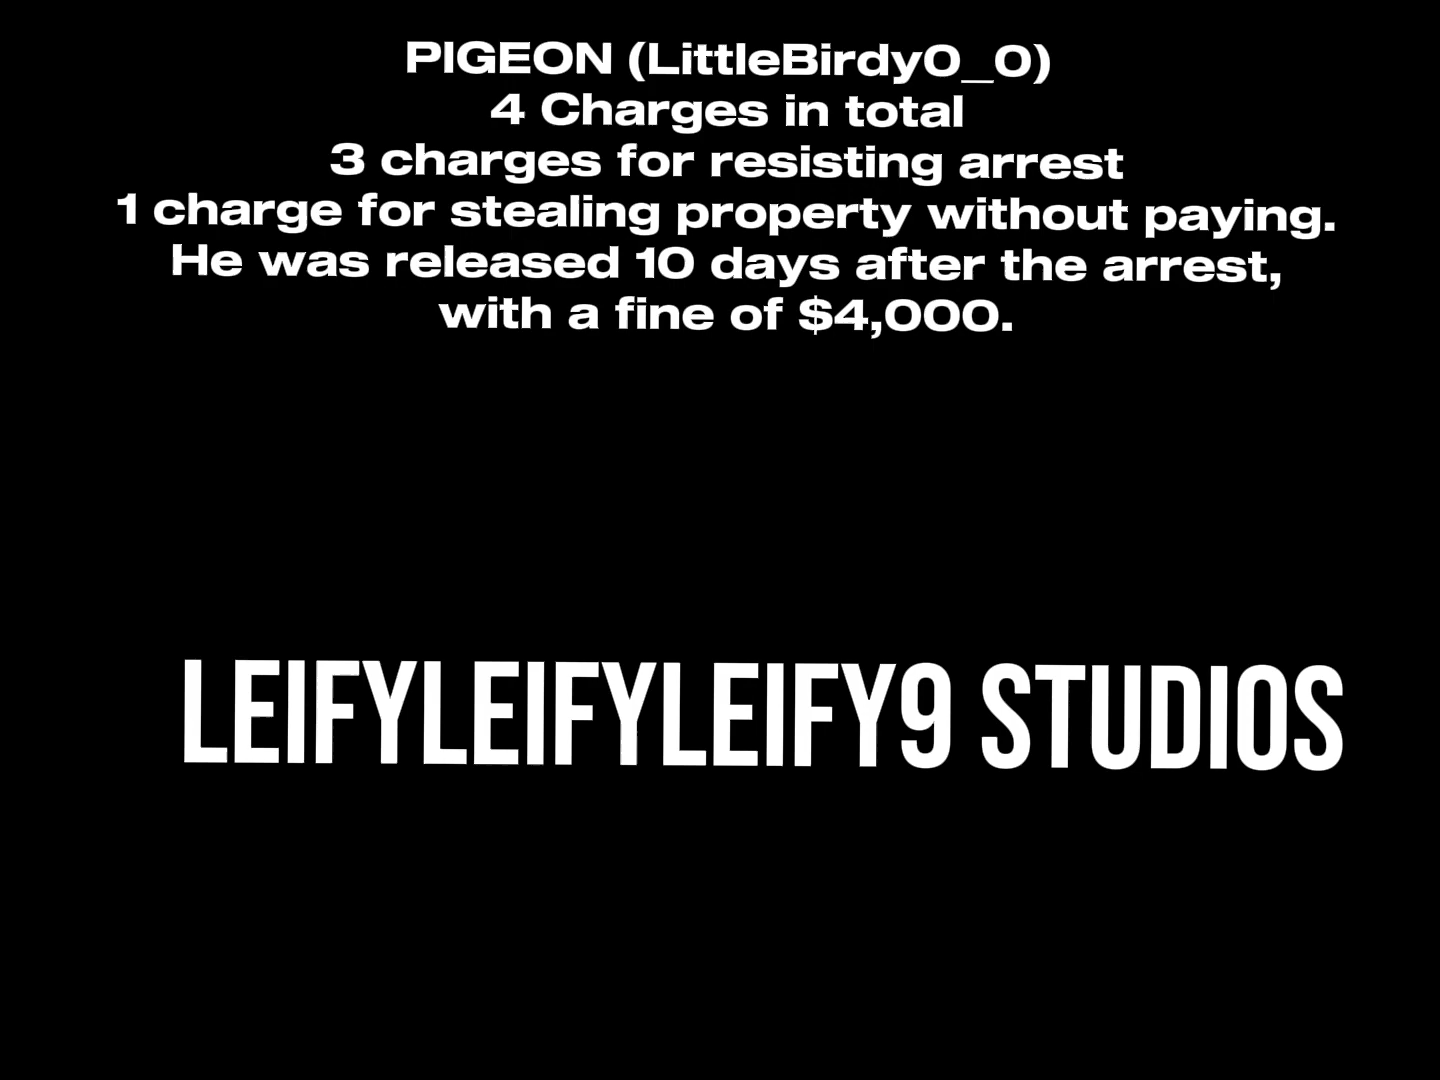 PIGEON (LittleBirdy0_0)
4 Charges in total
3 charges for resisting arrest
1 charge for stealing property without paying.
He was released 10 days after the arrest,
with a fine of $4,000.
LEIFYLEIFYLEIFY9 STUDIOS